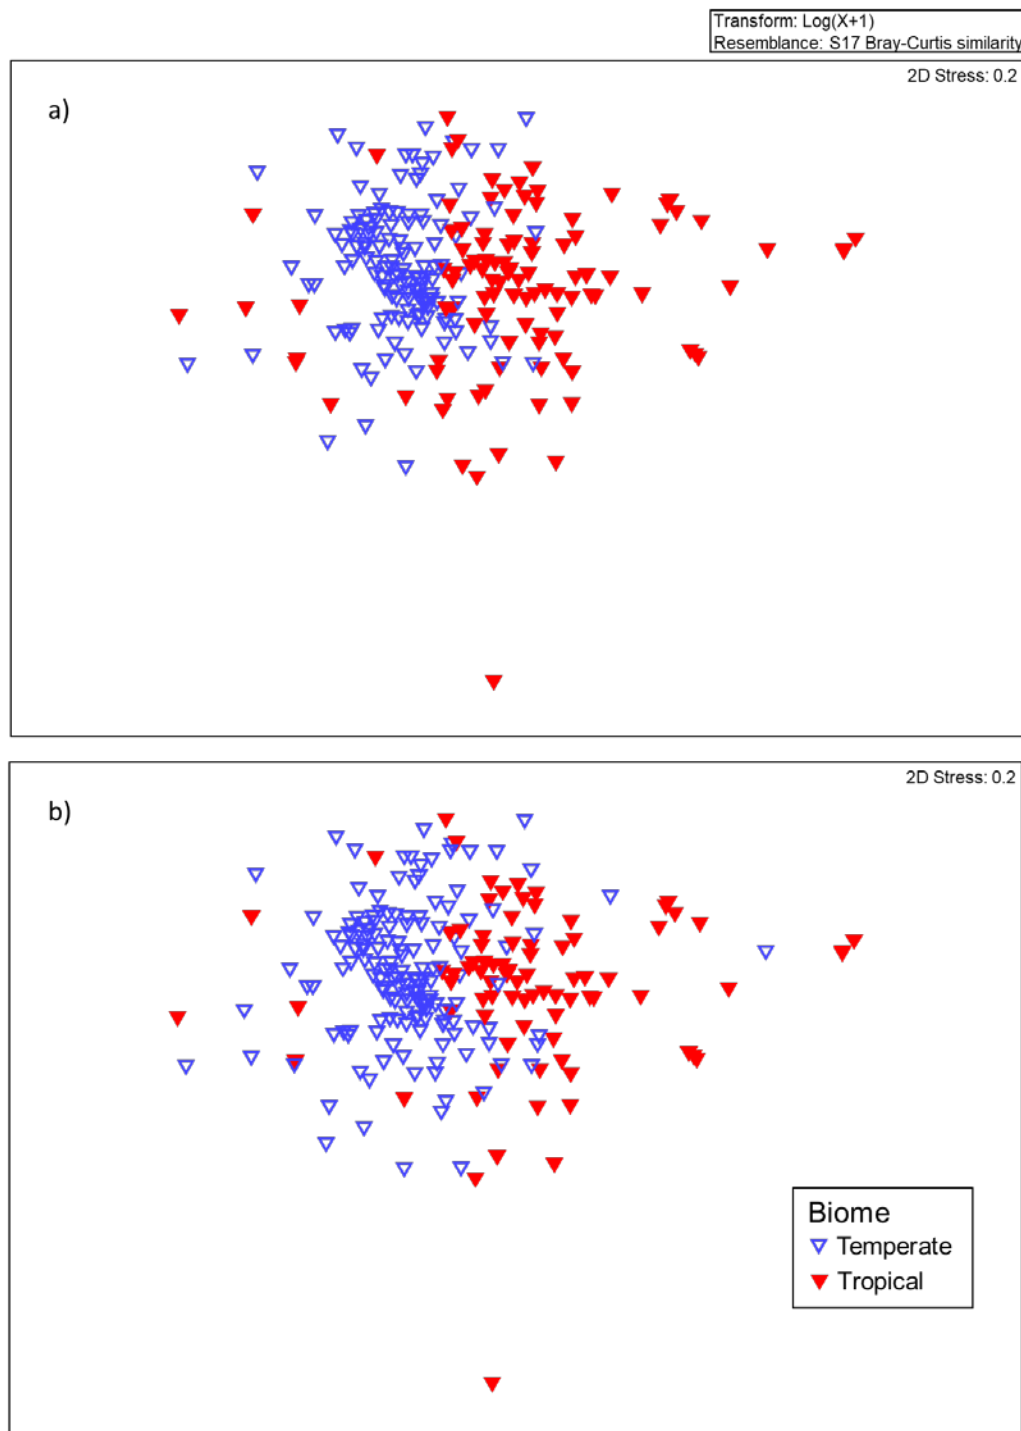 Transform: Log(X+1)
Resemblance: S17 Bray-Curtis similarity
2D Stress: 0.2
a)
2D Stress: 0.2
b)
Biome
Temperate
Tropical